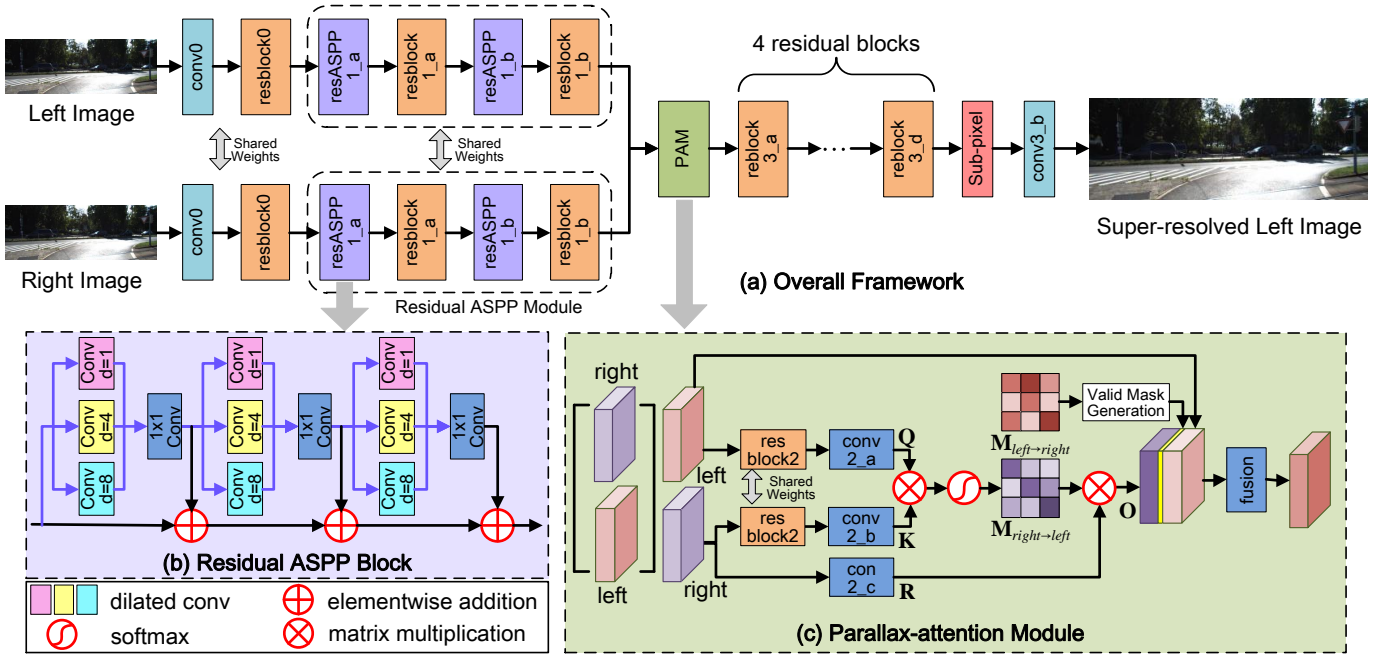 4 residual blocks
conv0
resblock0
resASPP
1_a
resblock
1_a
resASPP
1_b
resblock
1_b
Left Image
Shared
Weights
Shared
Weights
PAM
reblock
3_a
...
reblock
3_d
Sub-pixel
conv3_b
conv0
resblock0
resASPP
1_a
resblock
1_a
resASPP
1_b
resblock
1_b
Right Image
Super-resolved Left Image
Residual ASPP Module
(a) Overall Framework
Conv
d=1
Conv
d=4
Conv
d=8
1x1
Conv
Conv
d=1
Conv
d=4
Conv
d=8
1x1
Conv
Conv
d=1
Conv
d=4
Conv
d=8
1x1
Conv
(b) Residual ASPP Block
dilated conv
elementwise addition
softmax
matrix multiplication
right
left
left
right
res
block2
conv
2_a
Q
Shared
Weights
res
block2
conv
2_b
K
con
2_c
R
M left→right
Valid Mask
Generation
M right→left
O
fusion
(c) Parallax-attention Module